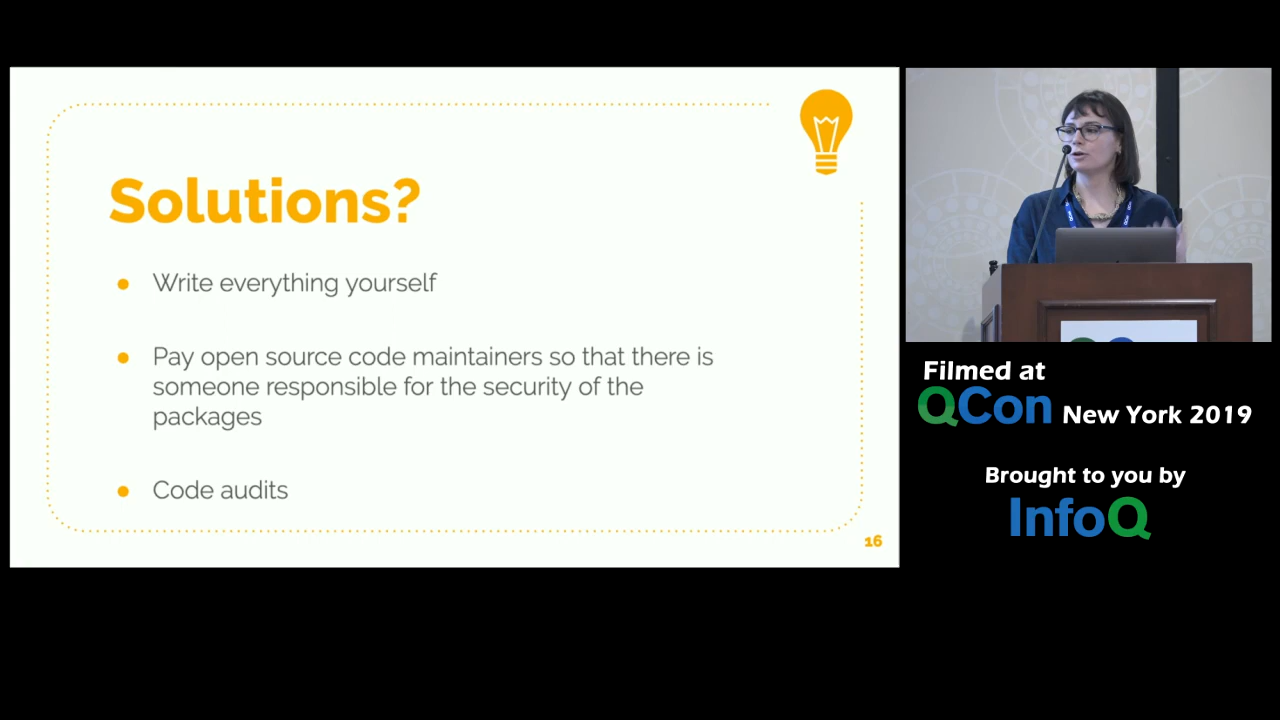 Solutions?
Write everything yourself
Pay open source code maintainers so that there is
someone responsible for the security of the
packages
Code audits
16
Filmed at
QCon New York 2019
Brought to you by
InfoQ